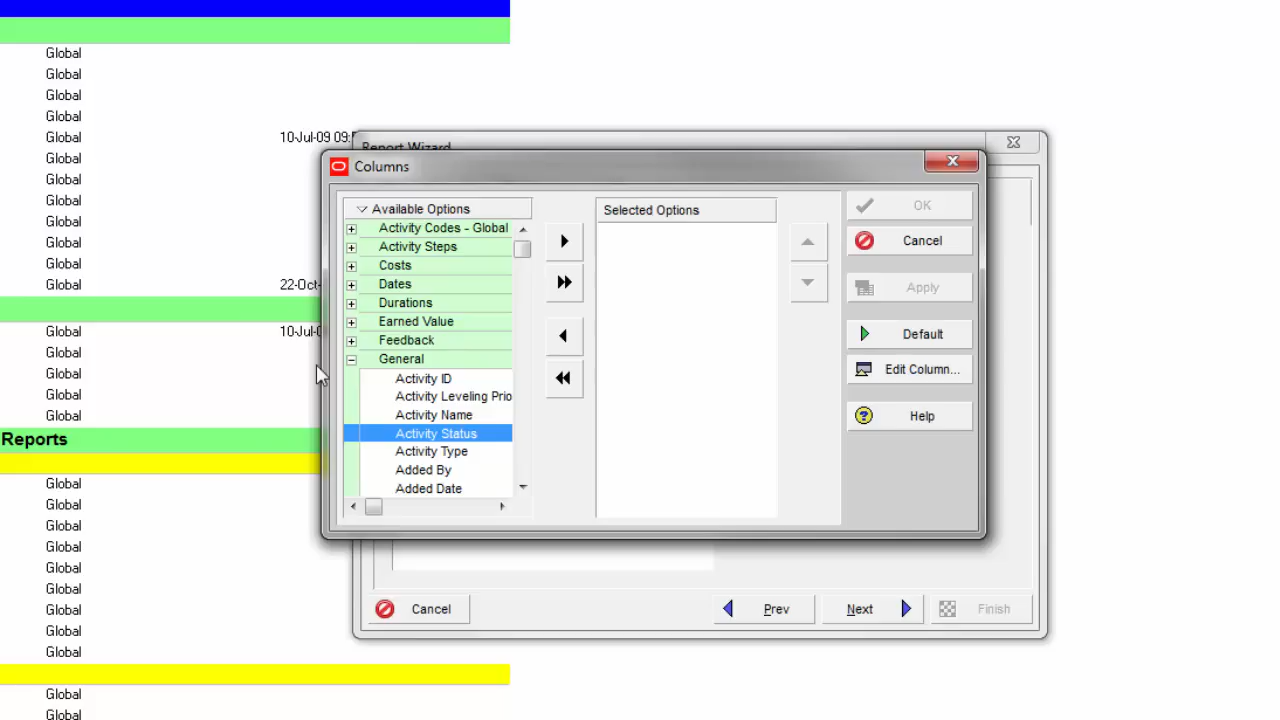 Global
Global
Global
Global
Global 10-Jul-09 09:
Global
Global
Global
Global
Global
Global
Global 22-Oct-
Global 10-Jul-0
Global
Global
Global
Global
Reports
Global
Global
Global
Global
Global
Global
Global
Global
Global
Global
Global
Report Wizard
Columns
Available Options
Activity Codes - Global
Activity Steps
Costs
Dates
Durations
Earned Value
Feedback
General
Activity ID
Activity Leveling Prio
Activity Name
Activity Status
Activity Type
Added By
Added Date
Selected Options
OK
Cancel
Apply
Default
Edit Column...
Help
Cancel
Prev
Next
Finish